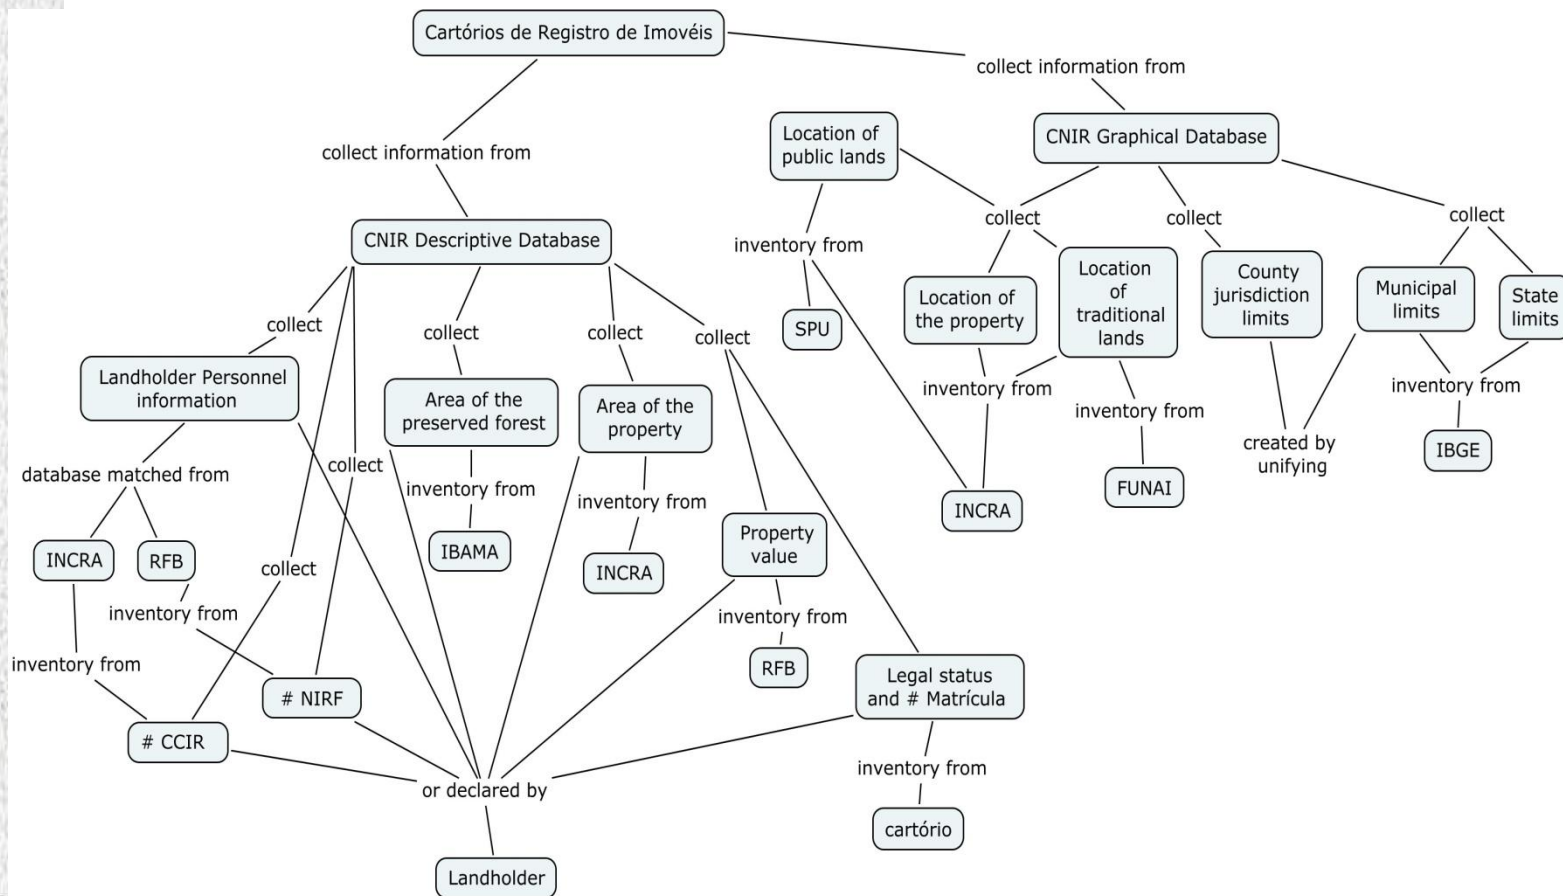 Cartórios de Registro de Imovéis
collect information from
CNIR Graphical Database
Location of
public lands
collect information from
CNIR Descriptive Database
collect
collect
collect
inventory from
Location of
the property
Location
of
traditional
lands
County
jurisdiction
limits
Municipal
limits
State
limits
SPU
collect
collect
collect
collect
Landholder Personnel
information
Area of the
preserved forest
Area of the
property
inventory from
inventory from
inventory from
created by
unifying
IBGE
database matched from
collect
inventory from
inventory from
INCRA
FUNAI
INCRA
RFB
collect
IBAMA
INCRA
Property
value
inventory from
inventory from
RFB
inventory from
# NIRF
# CCIR
Legal status
and # Matrícula
or declared by
inventory from
cartório
Landholder